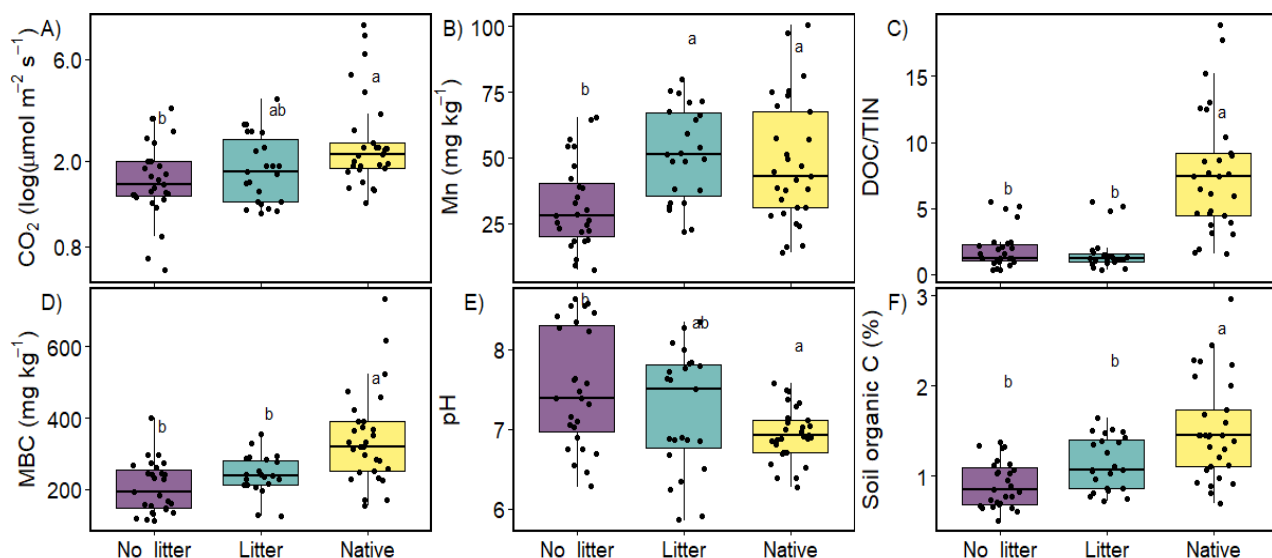 A)
CO₂ (log(μmol m⁻² s⁻¹)
6.0
2.0
0.8
b
ab
a
B)
Mn (mg kg⁻¹)
100
75
50
25
b
a
a
C)
DOC/TIN
15
10
5
0
b
b
a
D)
MBC (mg kg⁻¹)
600
400
200
b
b
a
No litter
Litter
Native
E)
pH
8
7
6
b
ab
a
No litter
Litter
Native
F)
Soil organic C (%)
3
2
1
b
b
a
No litter
Litter
Native